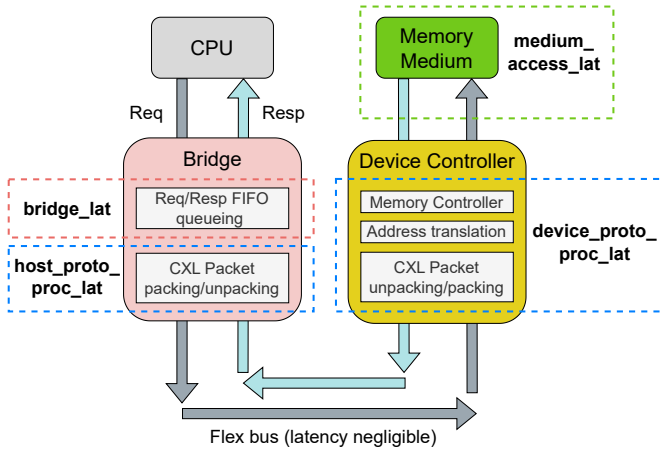 CPU
Memory
Medium
medium_
access_lat
Req
Resp
Bridge
Device Controller
bridge_lat
Req/Resp FIFO
queueing
Memory Controller
Address translation
device_proto_
proc_lat
host_proto_
proc_lat
CXL Packet
packing/unpacking
CXL Packet
unpacking/packing
Flex bus (latency negligible)